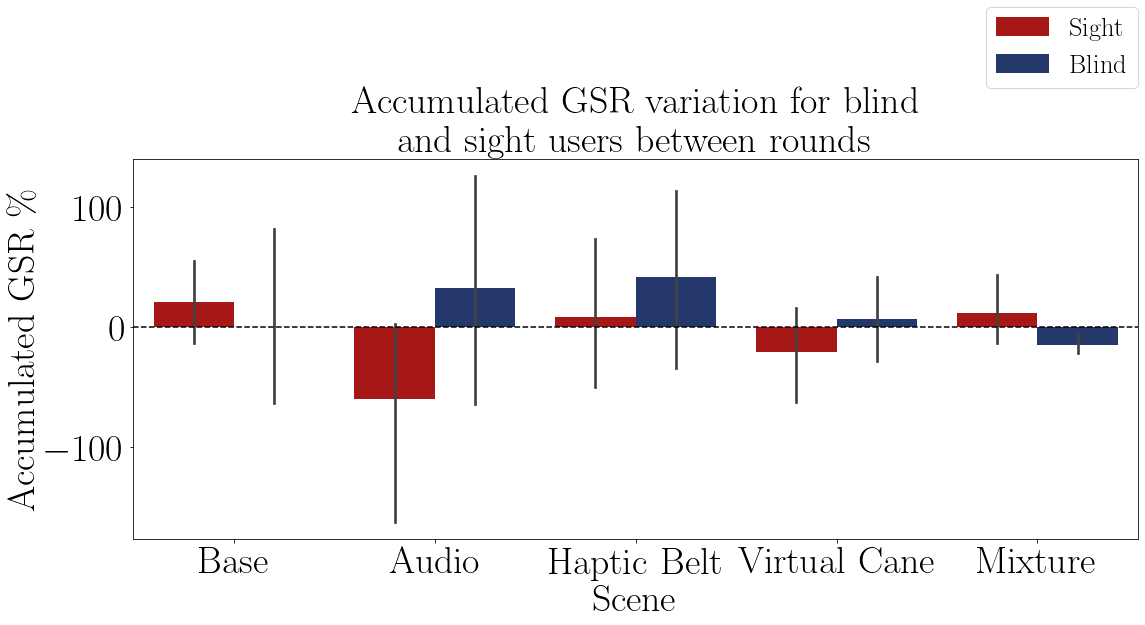 Sight
Blind
Accumulated GSR variation for blind
and sight users between rounds
Accumulated GSR %
100
0
−100
Base
Audio
Haptic Belt
Virtual Cane
Mixture
Scene